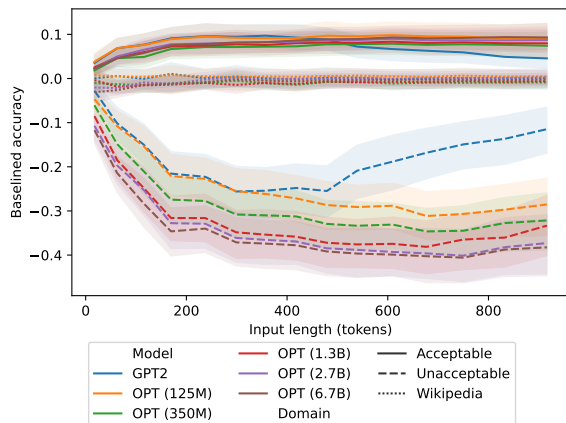 0.1
0.0
−0.1
−0.2
−0.3
−0.4
Baselined accuracy
0 200 400 600 800
Input length (tokens)
Model OPT (1.3B) Acceptable
GPT2 OPT (2.7B) Unacceptable
OPT (125M) OPT (6.7B) Wikipedia
OPT (350M) Domain